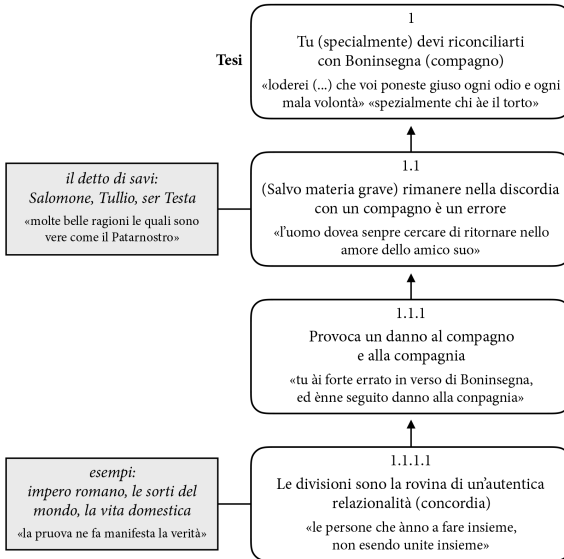 1
Tesi
Tu (specialmente) devi riconciliarti
con Boninsegna (compagno)
«loderei (...) che voi poneste giuso ogni odio e ogni
mala volontà» «spezialmente chi àe il torto»
1.1
(Salvo materia grave) rimanere nella discordia
con un compagno è un errore
«l'uomo dovea senpre cercare di ritornare nello
amore dello amico suo»
il detto di savi:
Salomone, Tullio, ser Testa
«molte belle ragioni le quali sono
vere come il Patarnostro»
1.1.1
Provoca un danno al compagno
e alla compagnia
«tu ài forte errato in verso di Boninsegna,
ed ènne seguito danno alla conpagnia»
1.1.1.1
Le divisioni sono la rovina di un'autentica
relazionalità (concordia)
«le persone che ànno a fare insieme,
non esendo unite insieme»
esempi:
impero romano, le sorti del
mondo, la vita domestica
«la pruova ne fa manifesta la verità»